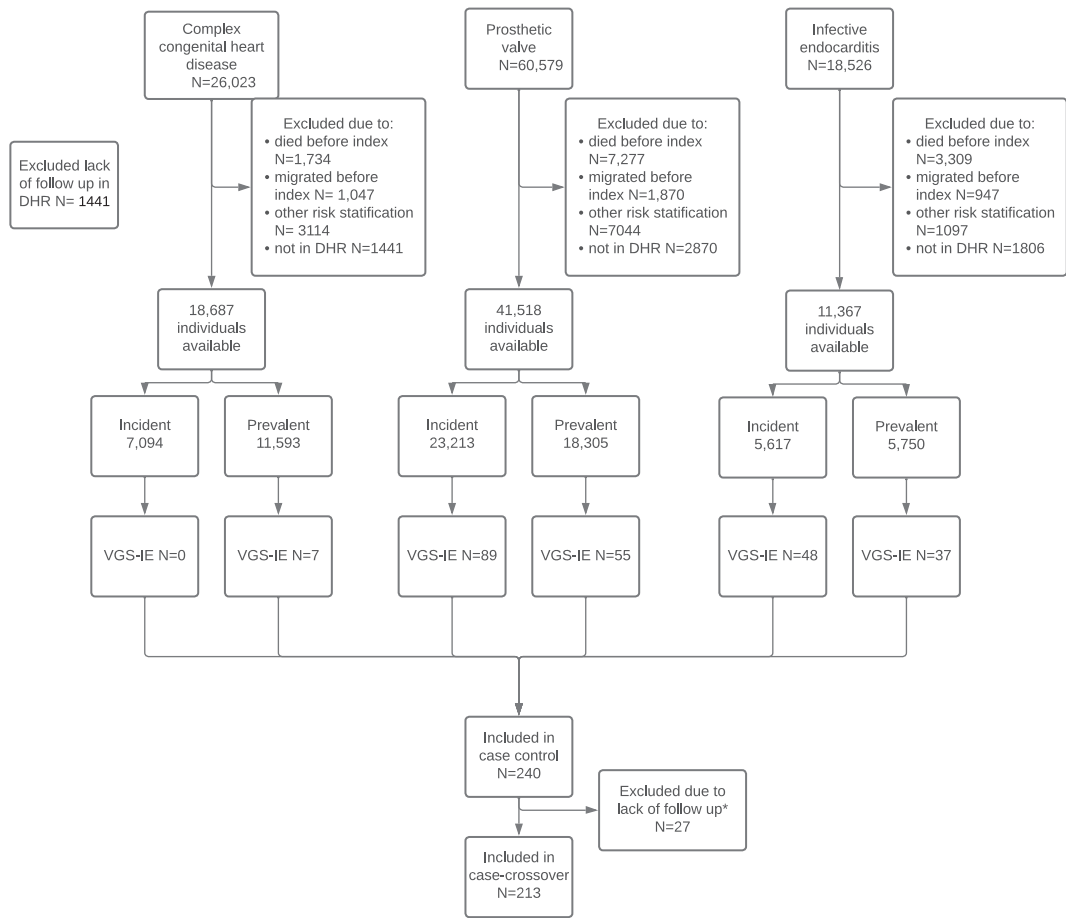 Complex
congenital heart
disease
N=26,023
Prosthetic
valve
N=60,579
Infective
endocarditis
N=18,526
Excluded lack
of follow up in
DHR N= 1441
Excluded due to:
• died before index
N=1,734
• migrated before
index N= 1,047
• other risk statification
N= 3114
• not in DHR N=1441
Excluded due to:
• died before index
N=7,277
• migrated before
index N=1,870
• other risk statification
N=7044
• not in DHR N=2870
Excluded due to:
• died before index
N=3,309
• migrated before
index N=947
• other risk statification
N=1097
• not in DHR N=1806
18,687
individuals
available
41,518
individuals
available
11,367
individuals
available
Incident
7,094
Prevalent
11,593
Incident
23,213
Prevalent
18,305
Incident
5,617
Prevalent
5,750
VGS-IE N=0
VGS-IE N=7
VGS-IE N=89
VGS-IE N=55
VGS-IE N=48
VGS-IE N=37
Included in
case control
N=240
Excluded due to
lack of follow up*
N=27
Included in
case-crossover
N=213